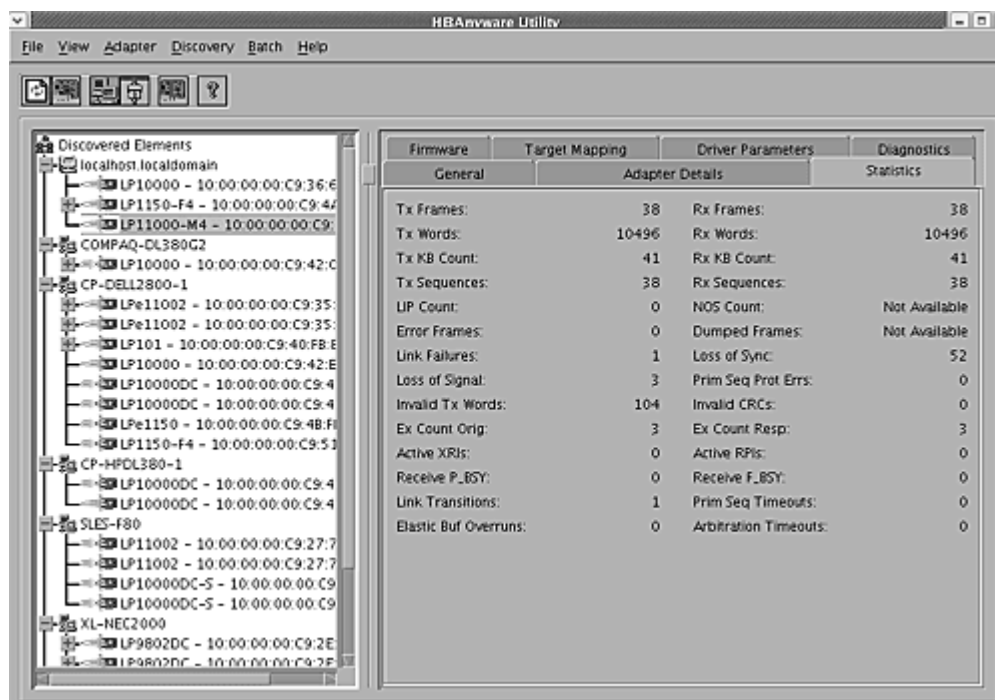 HBAnyware Utility
File View Adapter Discovery Batch Help
Discovered Elements
localhost.localdomain
LP10000 - 10:00:00:00:C9:36:6
LP1150-F4 - 10:00:00:00:C9:4A
LP11000-M4 - 10:00:00:00:C9:
COMPAQ-DL380G2
LP10000 - 10:00:00:00:C9:42:C
CP-DELL2800-1
LPe11002 - 10:00:00:00:C9:35:
LPe11002 - 10:00:00:00:C9:35:
LP101 - 10:00:00:00:C9:40:FB:E
LP10000 - 10:00:00:00:C9:42:E
LP10000DC - 10:00:00:00:C9:4
LP10000DC - 10:00:00:00:C9:4
LPe1150 - 10:00:00:00:C9:4B:FI
LP1150-F4 - 10:00:00:00:C9:51
CP-HPDL380-1
LP10000DC - 10:00:00:00:C9:4
LP10000DC - 10:00:00:00:C9:4
SLES-F80
LP11002 - 10:00:00:00:C9:27:7
LP11002 - 10:00:00:00:C9:27:7
LP10000DC-S - 10:00:00:00:C9
LP10000DC-S - 10:00:00:00:C9
XL-NEC2000
LP9802DC - 10:00:00:00:C9:2E:
LP9802DC - 10:00:00:00:C9:2F:
Firmware Target Mapping Driver Parameters Diagnostics
General Adapter Details Statistics
Tx Frames: 38 Rx Frames: 38
Tx Words: 10496 Rx Words: 10496
Tx KB Count: 41 Rx KB Count: 41
Tx Sequences: 38 Rx Sequences: 38
LIP Count: 0 NOS Count: Not Available
Error Frames: 0 Dumped Frames: Not Available
Link Failures: 1 Loss of Sync: 52
Loss of Signal: 3 Prim Seq Prot Errs: 0
Invalid Tx Words: 104 Invalid CRCs: 0
Ex Count Orig: 3 Ex Count Resp: 3
Active XRIs: 0 Active RPIs: 0
Receive P_BSY: 0 Receive F_BSY: 0
Link Transitions: 1 Prim Seq Timeouts: 0
Elastic Buf Overruns: 0 Arbitration Timeouts: 0